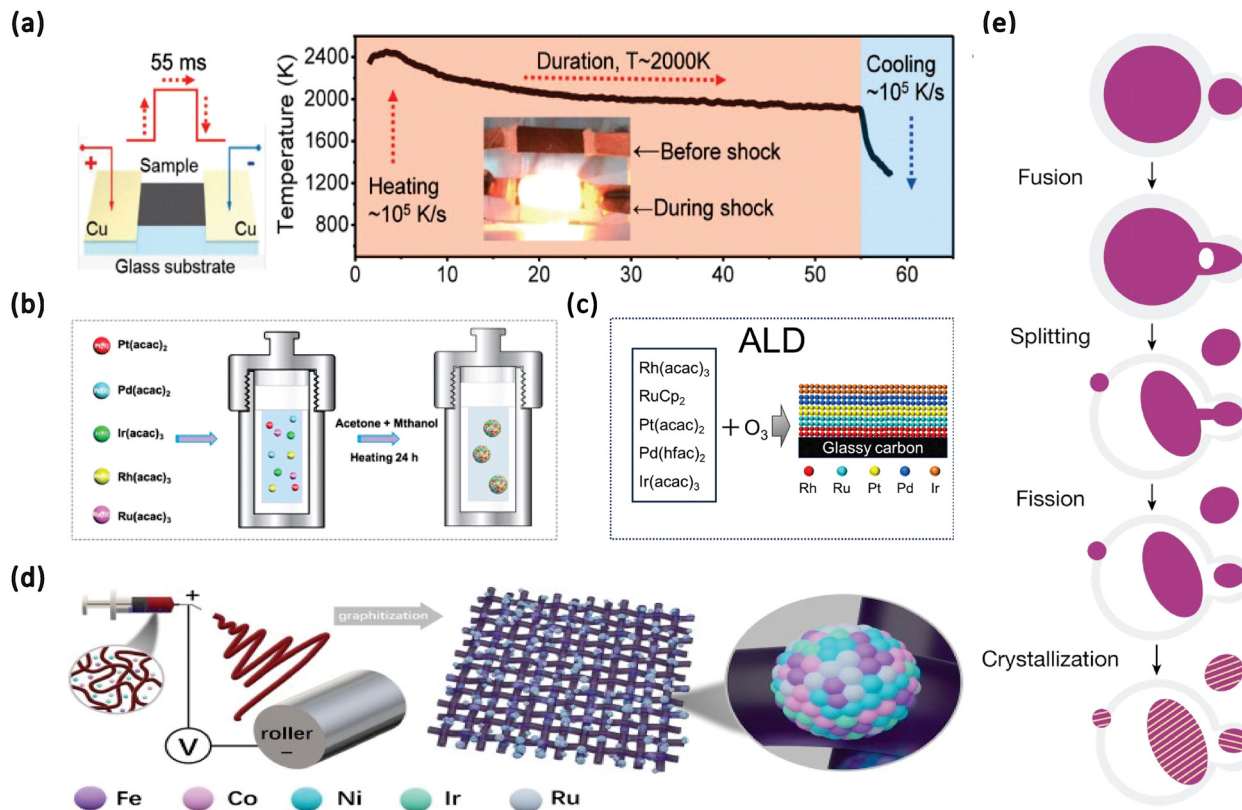 (a)
55 ms
+
-
Sample
Cu
Cu
Glass substrate
Temperature (K)
2400
2000
1600
1200
800
Duration, T~2000K
Cooling
~10⁵ K/s
Heating
~10⁵ K/s
←Before shock
←During shock
0
10
20
30
40
50
60
(b)
Pt(acac)₂
Pd(acac)₂
Ir(acac)₃
Rh(acac)₃
Ru(acac)₃
Acetone + Mthanol
Heating 24 h
(c)
ALD
Rh(acac)₃
RuCp₂
Pt(acac)₂
Pd(hfac)₂
Ir(acac)₃
+ O₃
Glassy carbon
Rh Ru Pt Pd Ir
(d)
+
graphitization
V
roller
−
Fe Co Ni Ir Ru
(e)
Fusion
Splitting
Fission
Crystallization